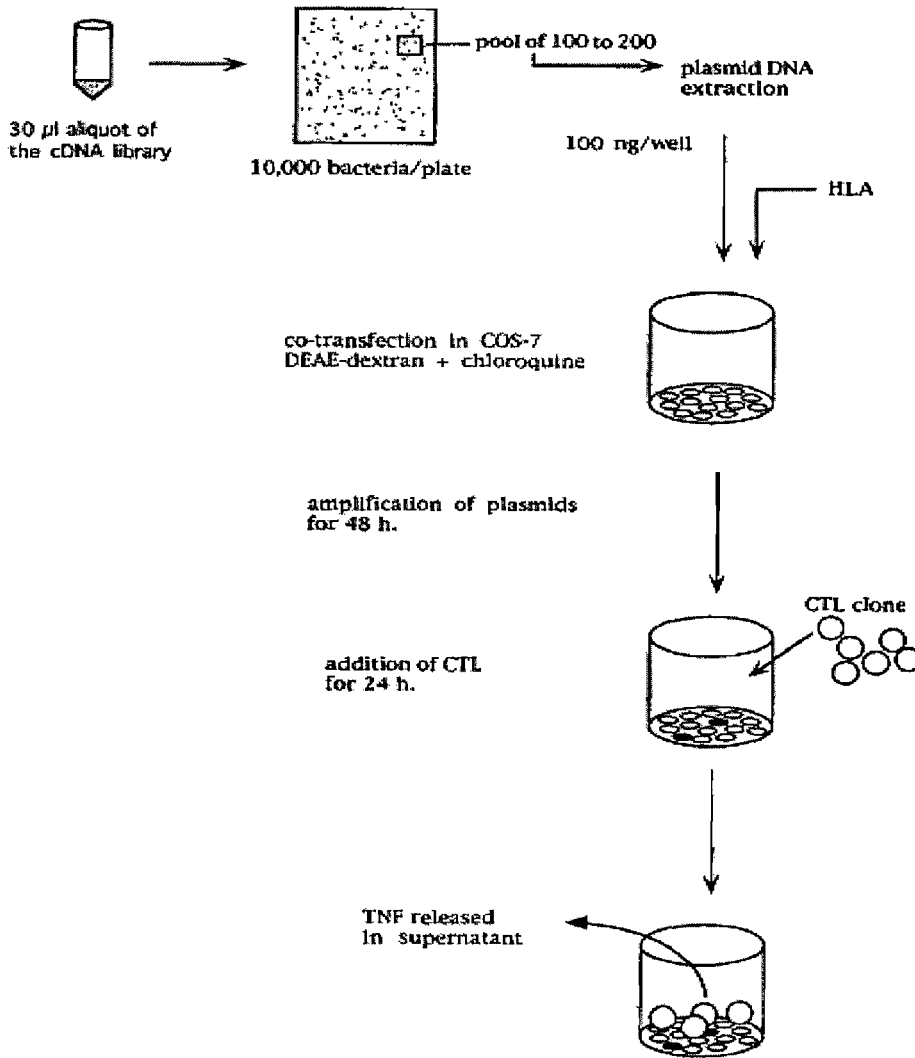 pool of 100 to 200
plasmid DNA
extraction
30 µl aliquot of
the cDNA library
10,000 bacteria/plate
100 ng/well
HLA
co-transfection in COS-7
DEAE-dextran + chloroquine
amplification of plasmids
for 48 h.
CTL clone
addition of CTL
for 24 h.
TNF released
in supernatant